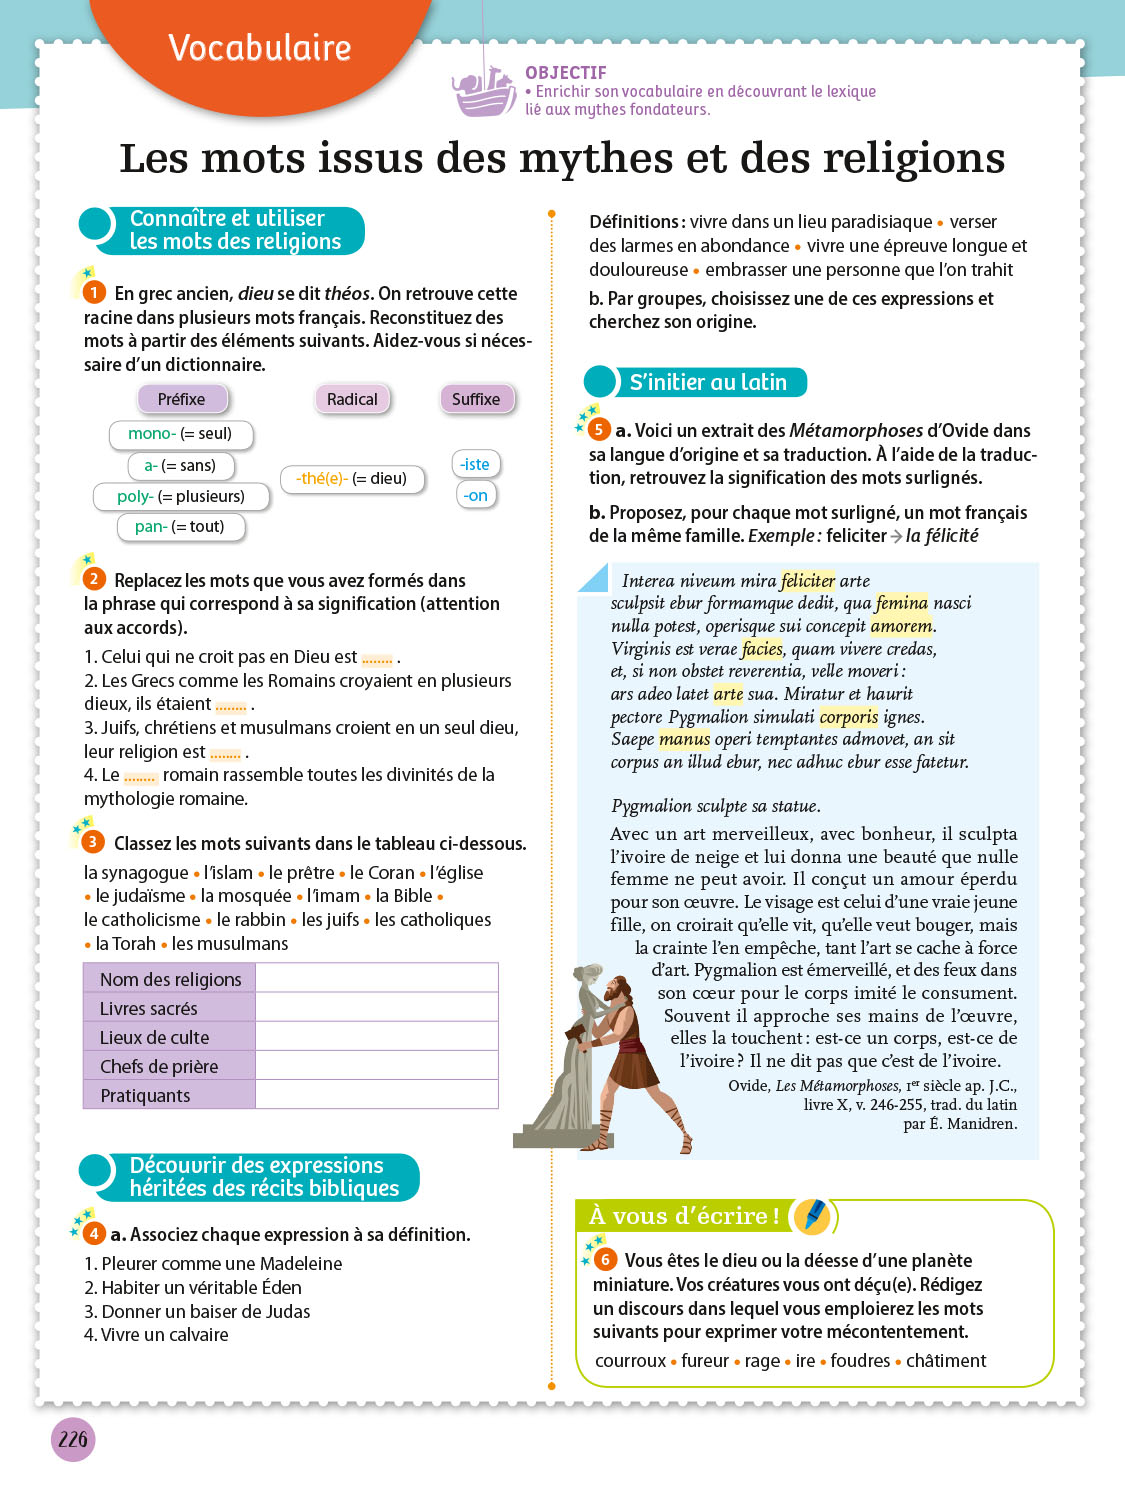 Vocabulaire
OBJECTIF
• Enrichir son vocabulaire en découvrant le lexique
lié aux mythes fondateurs.
Les mots issus des mythes et des religions
Connaître et utiliser
les mots des religions
1 En grec ancien, dieu se dit théos. On retrouve cette
racine dans plusieurs mots français. Reconstituez des
mots à partir des éléments suivants. Aidez-vous si néces-
saire d'un dictionnaire.
Préfixe Radical Suffixe
mono- (= seul)
a- (= sans)
poly- (= plusieurs)
pan- (= tout)
-thé(e)- (= dieu)
-iste
-on
2 Replacez les mots que vous avez formés dans
la phrase qui correspond à sa signification (attention
aux accords).
1. Celui qui ne croit pas en Dieu est ........ .
2. Les Grecs comme les Romains croyaient en plusieurs
dieux, ils étaient ........ .
3. Juifs, chrétiens et musulmans croient en un seul dieu,
leur religion est ........ .
4. Le ........ romain rassemble toutes les divinités de la
mythologie romaine.
3 Classez les mots suivants dans le tableau ci-dessous.
la synagogue • l'islam • le prêtre • le Coran • l'église
• le judaïsme • la mosquée • l'imam • la Bible •
le catholicisme • le rabbin • les juifs • les catholiques
• la Torah • les musulmans
Nom des religions
Livres sacrés
Lieux de culte
Chefs de prière
Pratiquants
Découvrir des expressions
héritées des récits bibliques
4 a. Associez chaque expression à sa définition.
1. Pleurer comme une Madeleine
2. Habiter un véritable Éden
3. Donner un baiser de Judas
4. Vivre un calvaire
Définitions : vivre dans un lieu paradisiaque • verser
des larmes en abondance • vivre une épreuve longue et
douloureuse • embrasser une personne que l'on trahit
b. Par groupes, choisissez une de ces expressions et
cherchez son origine.
S'initier au latin
5 a. Voici un extrait des Métamorphoses d'Ovide dans
sa langue d'origine et sa traduction. À l'aide de la traduc-
tion, retrouvez la signification des mots surlignés.
b. Proposez, pour chaque mot surligné, un mot français
de la même famille. Exemple : feliciter → la félicité
Interea niveum mira feliciter arte
sculpsit ebur formamque dedit, qua femina nasci
nulla potest, operisque sui concepit amorem.
Virginis est verae facies, quam vivere credas,
et, si non obstet reverentia, velle moveri :
ars adeo latet arte sua. Miratur et haurit
pectore Pygmalion simulati corporis ignes.
Saepe manus operi temptantes admovet, an sit
corpus an illud ebur, nec adhuc ebur esse fatetur.
Pygmalion sculpte sa statue.
Avec un art merveilleux, avec bonheur, il sculpta
l'ivoire de neige et lui donna une beauté que nulle
femme ne peut avoir. Il conçut un amour éperdu
pour son œuvre. Le visage est celui d'une vraie jeune
fille, on croirait qu'elle vit, qu'elle veut bouger, mais
la crainte l'en empêche, tant l'art se cache à force
d'art. Pygmalion est émerveillé, et des feux dans
son cœur pour le corps imité le consument.
Souvent il approche ses mains de l'œuvre,
elles la touchent : est-ce un corps, est-ce de
l'ivoire ? Il ne dit pas que c'est de l'ivoire.
Ovide, Les Métamorphoses, Ier siècle ap. J.C.,
livre X, v. 246-255, trad. du latin
par É. Manidren.
À vous d'écrire !
6 Vous êtes le dieu ou la déesse d'une planète
miniature. Vos créatures vous ont déçu(e). Rédigez
un discours dans lequel vous emploierez les mots
suivants pour exprimer votre mécontentement.
courroux • fureur • rage • ire • foudres • châtiment
226